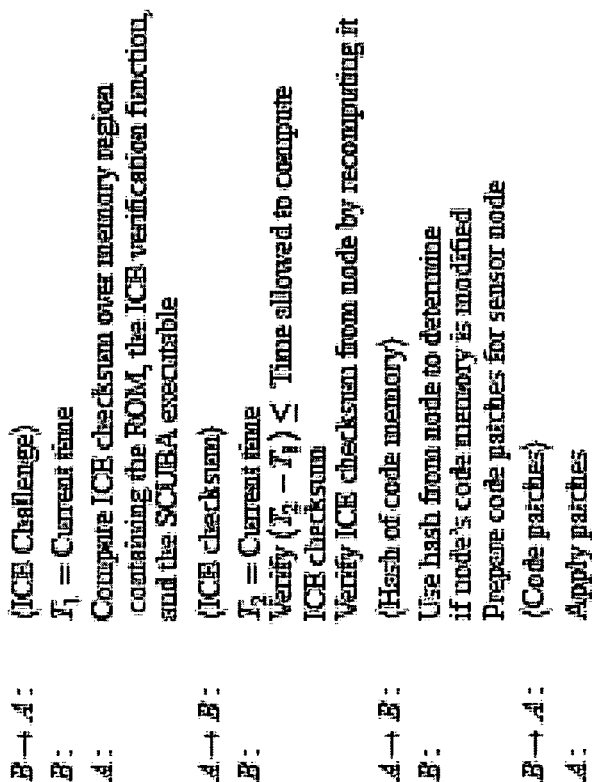 B → A: (ICE Challenge)
B: T₁ = Current time
A: Compute ICE checksum over memory region
containing the ROM, the ICE verification function,
and the SCUBA executable
A → B: (ICE checksum)
B: T₂ = Current time
Verify (T₂ − T₁) ≤ Time allowed to compute
ICE checksum
Verify ICE checksum from node by recomputing it
A → B: (Hash of code memory)
B: Use hash from node to determine
if node's code memory is modified
Prepare code patches for sensor node
B → A: (Code patches)
A: Apply patches